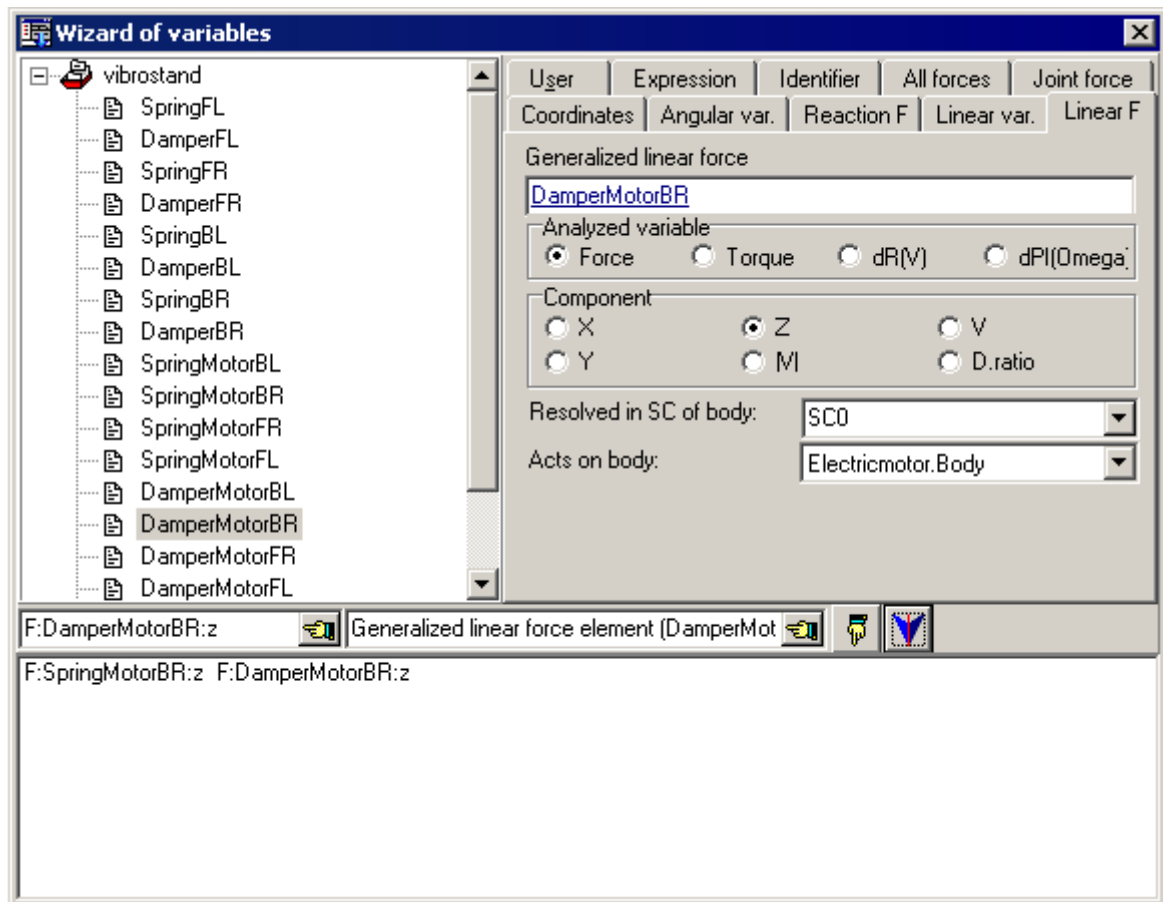 Wizard of variables
vibrostand
SpringFL
DamperFL
SpringFR
DamperFR
SpringBL
DamperBL
SpringBR
DamperBR
SpringMotorBL
SpringMotorBR
SpringMotorFR
SpringMotorFL
DamperMotorBL
DamperMotorBR
DamperMotorFR
DamperMotorFL
User Expression Identifier All forces Joint force
Coordinates Angular var. Reaction F Linear var. Linear F
Generalized linear force
DamperMotorBR
Analyzed variable
Force Torque dR(V) dPI(Omega)
Component
X Z V
Y |V| D.ratio
Resolved in SC of body: SC0
Acts on body: Electricmotor.Body
F:DamperMotorBR:z Generalized linear force element (DamperMot
F:SpringMotorBR:z F:DamperMotorBR:z